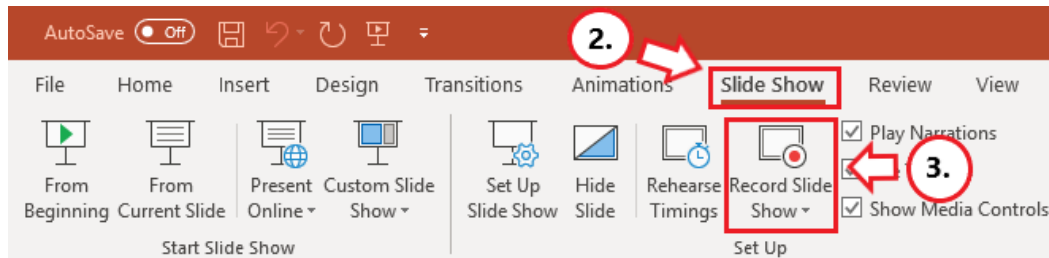 AutoSave Off
2.
File Home Insert Design Transitions Animations Slide Show Review View
From Beginning
From Current Slide
Present Online
Custom Slide Show
Set Up Slide Show
Hide Slide
Rehearse Timings
Record Slide Show
Play Narrations
3.
Show Media Controls
Start Slide Show
Set Up